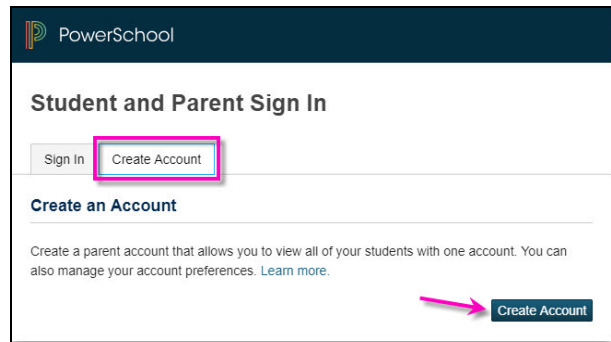 PowerSchool
Student and Parent Sign In
Sign In Create Account
Create an Account
Create a parent account that allows you to view all of your students with one account. You can
also manage your account preferences. Learn more.
Create Account